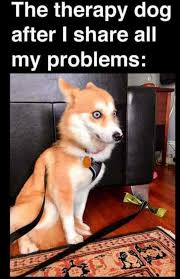 The therapy dog
after I share all
my problems: